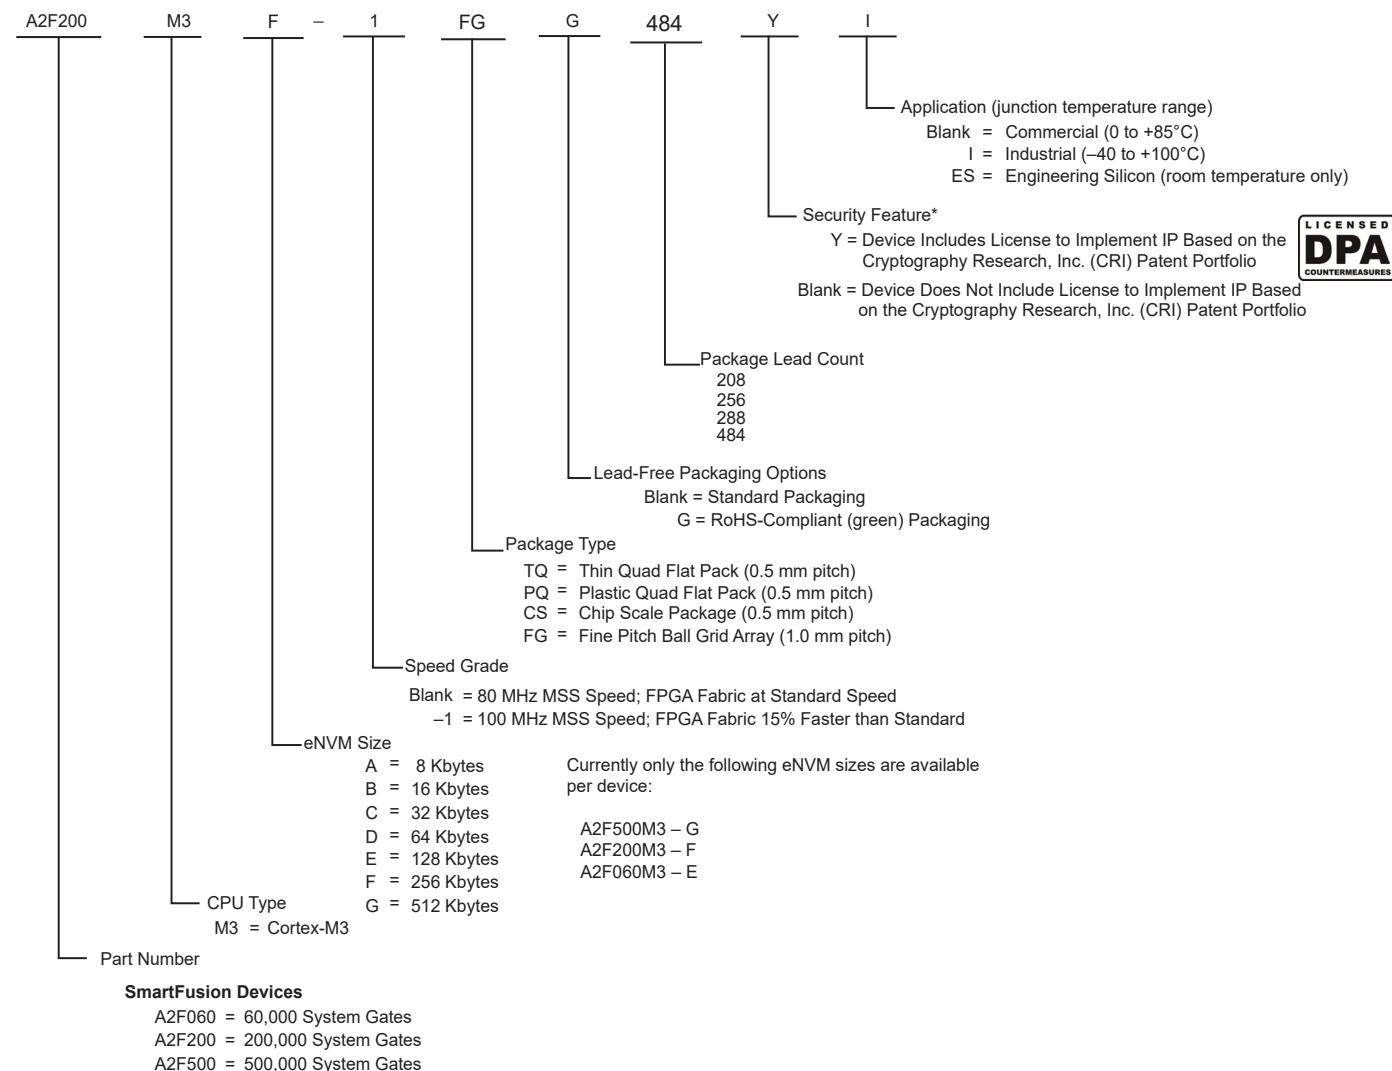 A2F200 M3 F – 1 FG G 484 Y I
Application (junction temperature range)
Blank = Commercial (0 to +85°C)
I = Industrial (–40 to +100°C)
ES = Engineering Silicon (room temperature only)
Security Feature*
Y = Device Includes License to Implement IP Based on the
Cryptography Research, Inc. (CRI) Patent Portfolio
LICENSED
DPA
COUNTERMEASURES
Blank = Device Does Not Include License to Implement IP Based
on the Cryptography Research, Inc. (CRI) Patent Portfolio
Package Lead Count
208
256
288
484
Lead-Free Packaging Options
Blank = Standard Packaging
G = RoHS-Compliant (green) Packaging
Package Type
TQ = Thin Quad Flat Pack (0.5 mm pitch)
PQ = Plastic Quad Flat Pack (0.5 mm pitch)
CS = Chip Scale Package (0.5 mm pitch)
FG = Fine Pitch Ball Grid Array (1.0 mm pitch)
Speed Grade
Blank = 80 MHz MSS Speed; FPGA Fabric at Standard Speed
–1 = 100 MHz MSS Speed; FPGA Fabric 15% Faster than Standard
eNVM Size
A = 8 Kbytes
B = 16 Kbytes
C = 32 Kbytes
D = 64 Kbytes
E = 128 Kbytes
F = 256 Kbytes
G = 512 Kbytes
Currently only the following eNVM sizes are available
per device:
A2F500M3 – G
A2F200M3 – F
A2F060M3 – E
CPU Type
M3 = Cortex-M3
Part Number
SmartFusion Devices
A2F060 = 60,000 System Gates
A2F200 = 200,000 System Gates
A2F500 = 500,000 System Gates